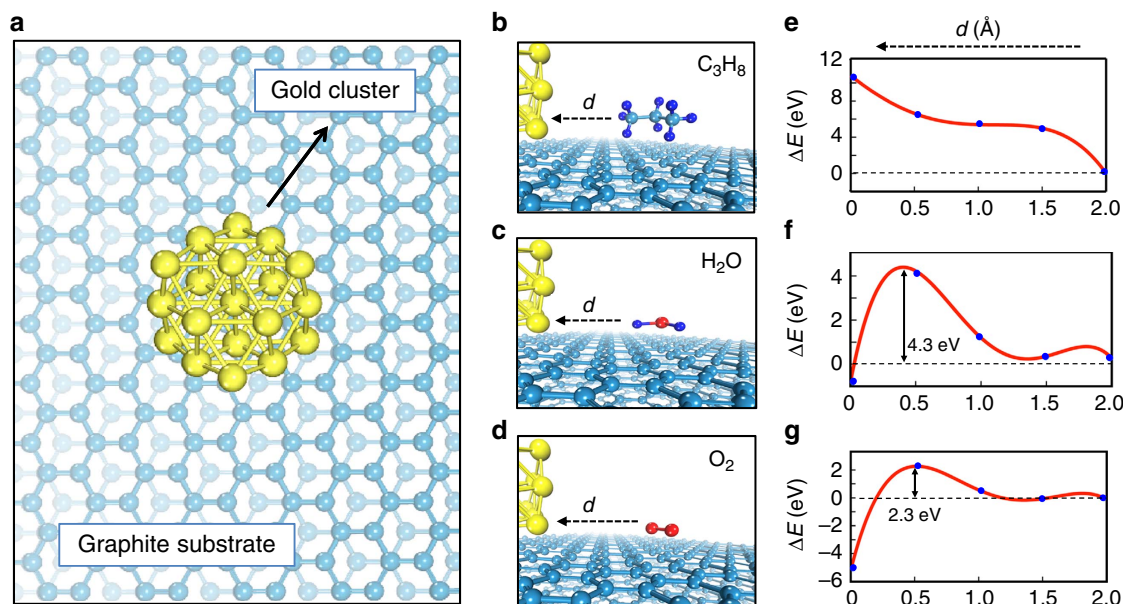 a
Gold cluster
Graphite substrate
b
C₃H₈
d
c
H₂O
d
d
O₂
d
e
d (Å)
12
8
4
0
ΔE (eV)
0 0.5 1.0 1.5 2.0
f
4
2
0
ΔE (eV)
4.3 eV
0 0.5 1.0 1.5 2.0
g
2
0
−2
−4
−6
ΔE (eV)
2.3 eV
0 0.5 1.0 1.5 2.0